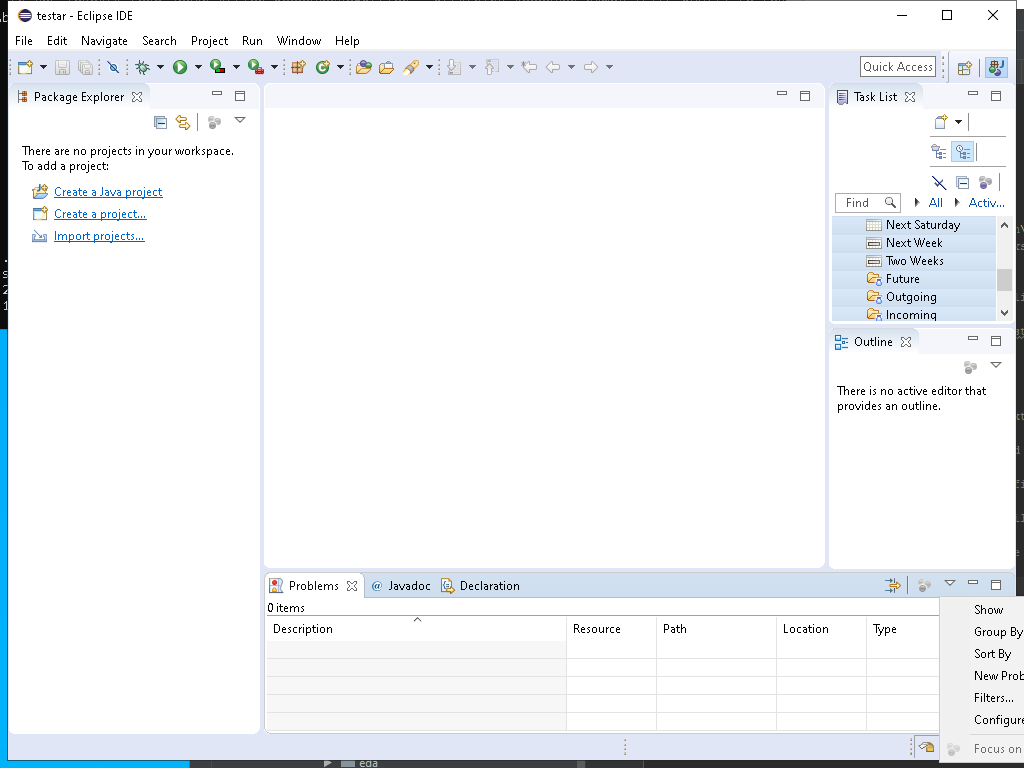 testar - Eclipse IDE
File Edit Navigate Search Project Run Window Help
Quick Access
Package Explorer
There are no projects in your workspace.
To add a project:
Create a Java project
Create a project...
Import projects...
Task List
Find All Activ...
Next Saturday
Next Week
Two Weeks
Future
Outgoing
Incoming
Outline
There is no active editor that
provides an outline.
Problems @ Javadoc Declaration
0 items
Description Resource Path Location Type
Show
Group By
Sort By
New Prob
Filters...
Configure
Focus on
eda